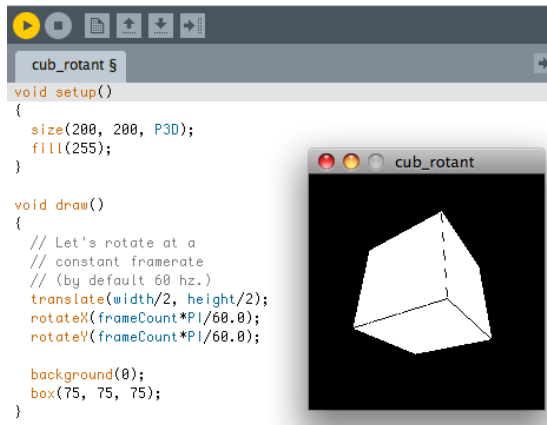 cub_rotant §
void setup()
{
  size(200, 200, P3D);
  fill(255);
}

void draw()
{
  // Let's rotate at a
  // constant framerate
  // (by default 60 hz.)
  translate(width/2, height/2);
  rotateX(frameCount*PI/60.0);
  rotateY(frameCount*PI/60.0);

  background(0);
  box(75, 75, 75);
}
cub_rotant